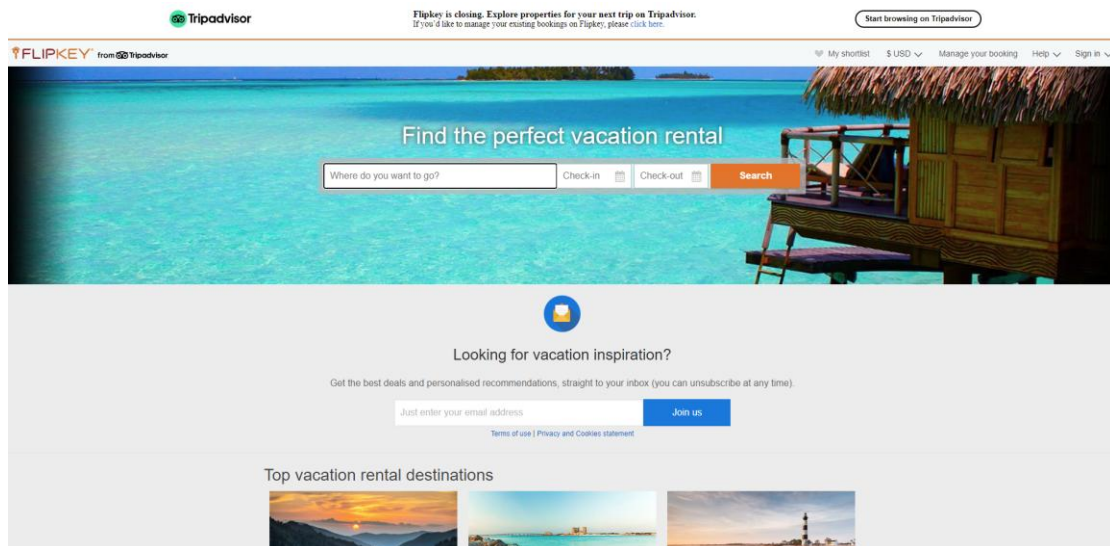 Tripadvisor
Flipkey is closing. Explore properties for your next trip on Tripadvisor.
If you'd like to manage your existing bookings on Flipkey, please click here.
Start browsing on Tripadvisor
FLIPKEY™ from Tripadvisor
My shortlist $ USD Manage your booking Help Sign in
Find the perfect vacation rental
Where do you want to go? Check-in Check-out Search
Looking for vacation inspiration?
Get the best deals and personalised recommendations, straight to your inbox (you can unsubscribe at any time).
Just enter your email address Join us
Terms of use | Privacy and Cookies statement
Top vacation rental destinations